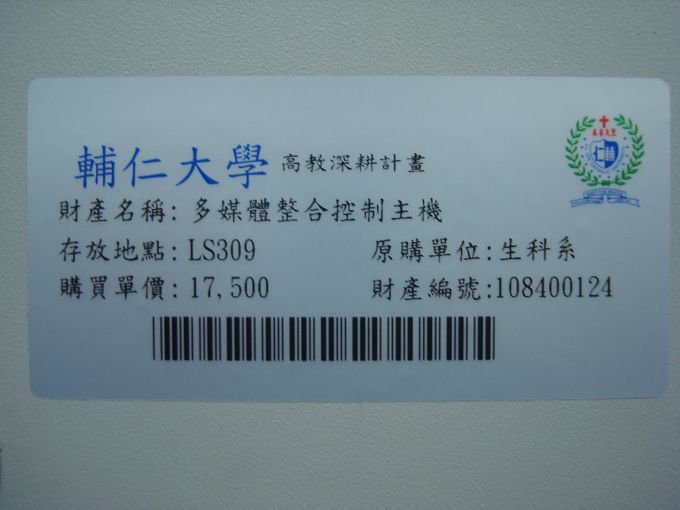 輔仁大學 高教深耕計畫
財產名稱: 多媒體整合控制主機
存放地點: LS309 原購單位: 生科系
購買單價: 17,500 財產編號:108400124